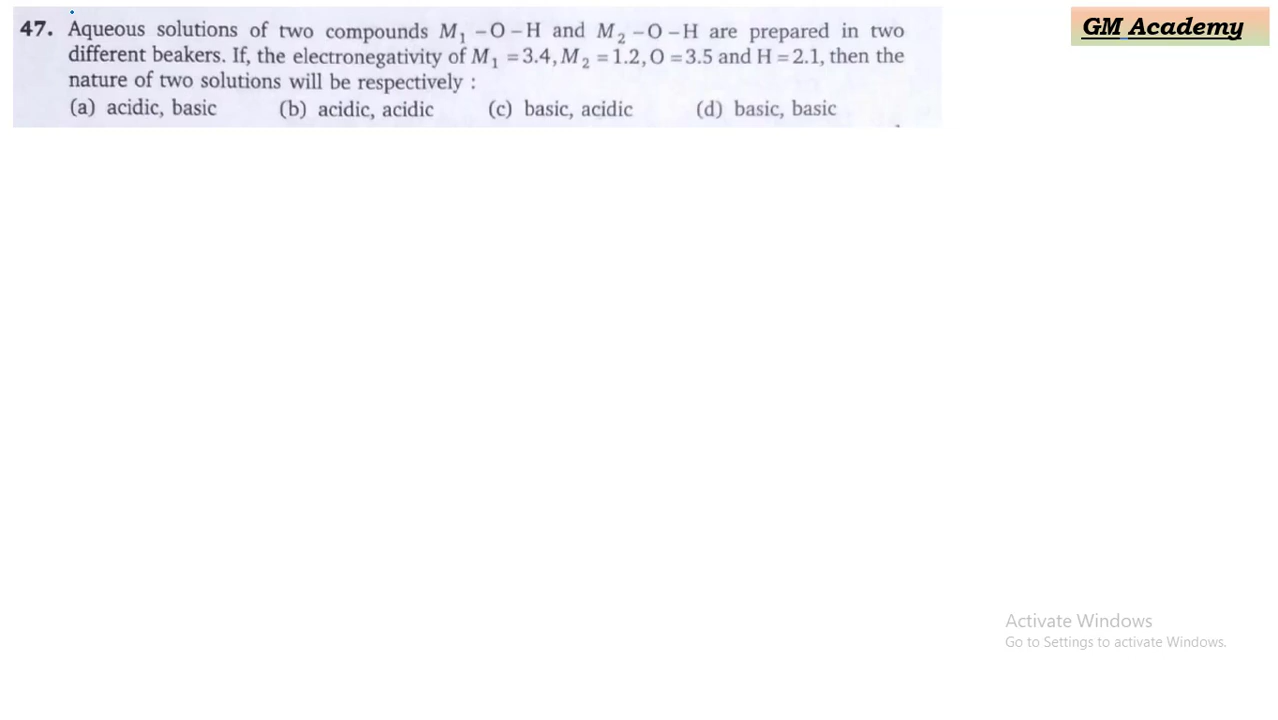 GM Academy
47. Aqueous solutions of two compounds M₁ –O–H and M₂ –O–H are prepared in two
different beakers. If, the electronegativity of M₁ =3.4, M₂ =1.2, O =3.5 and H =2.1, then the
nature of two solutions will be respectively :
(a) acidic, basic (b) acidic, acidic (c) basic, acidic (d) basic, basic
Activate Windows
Go to Settings to activate Windows.